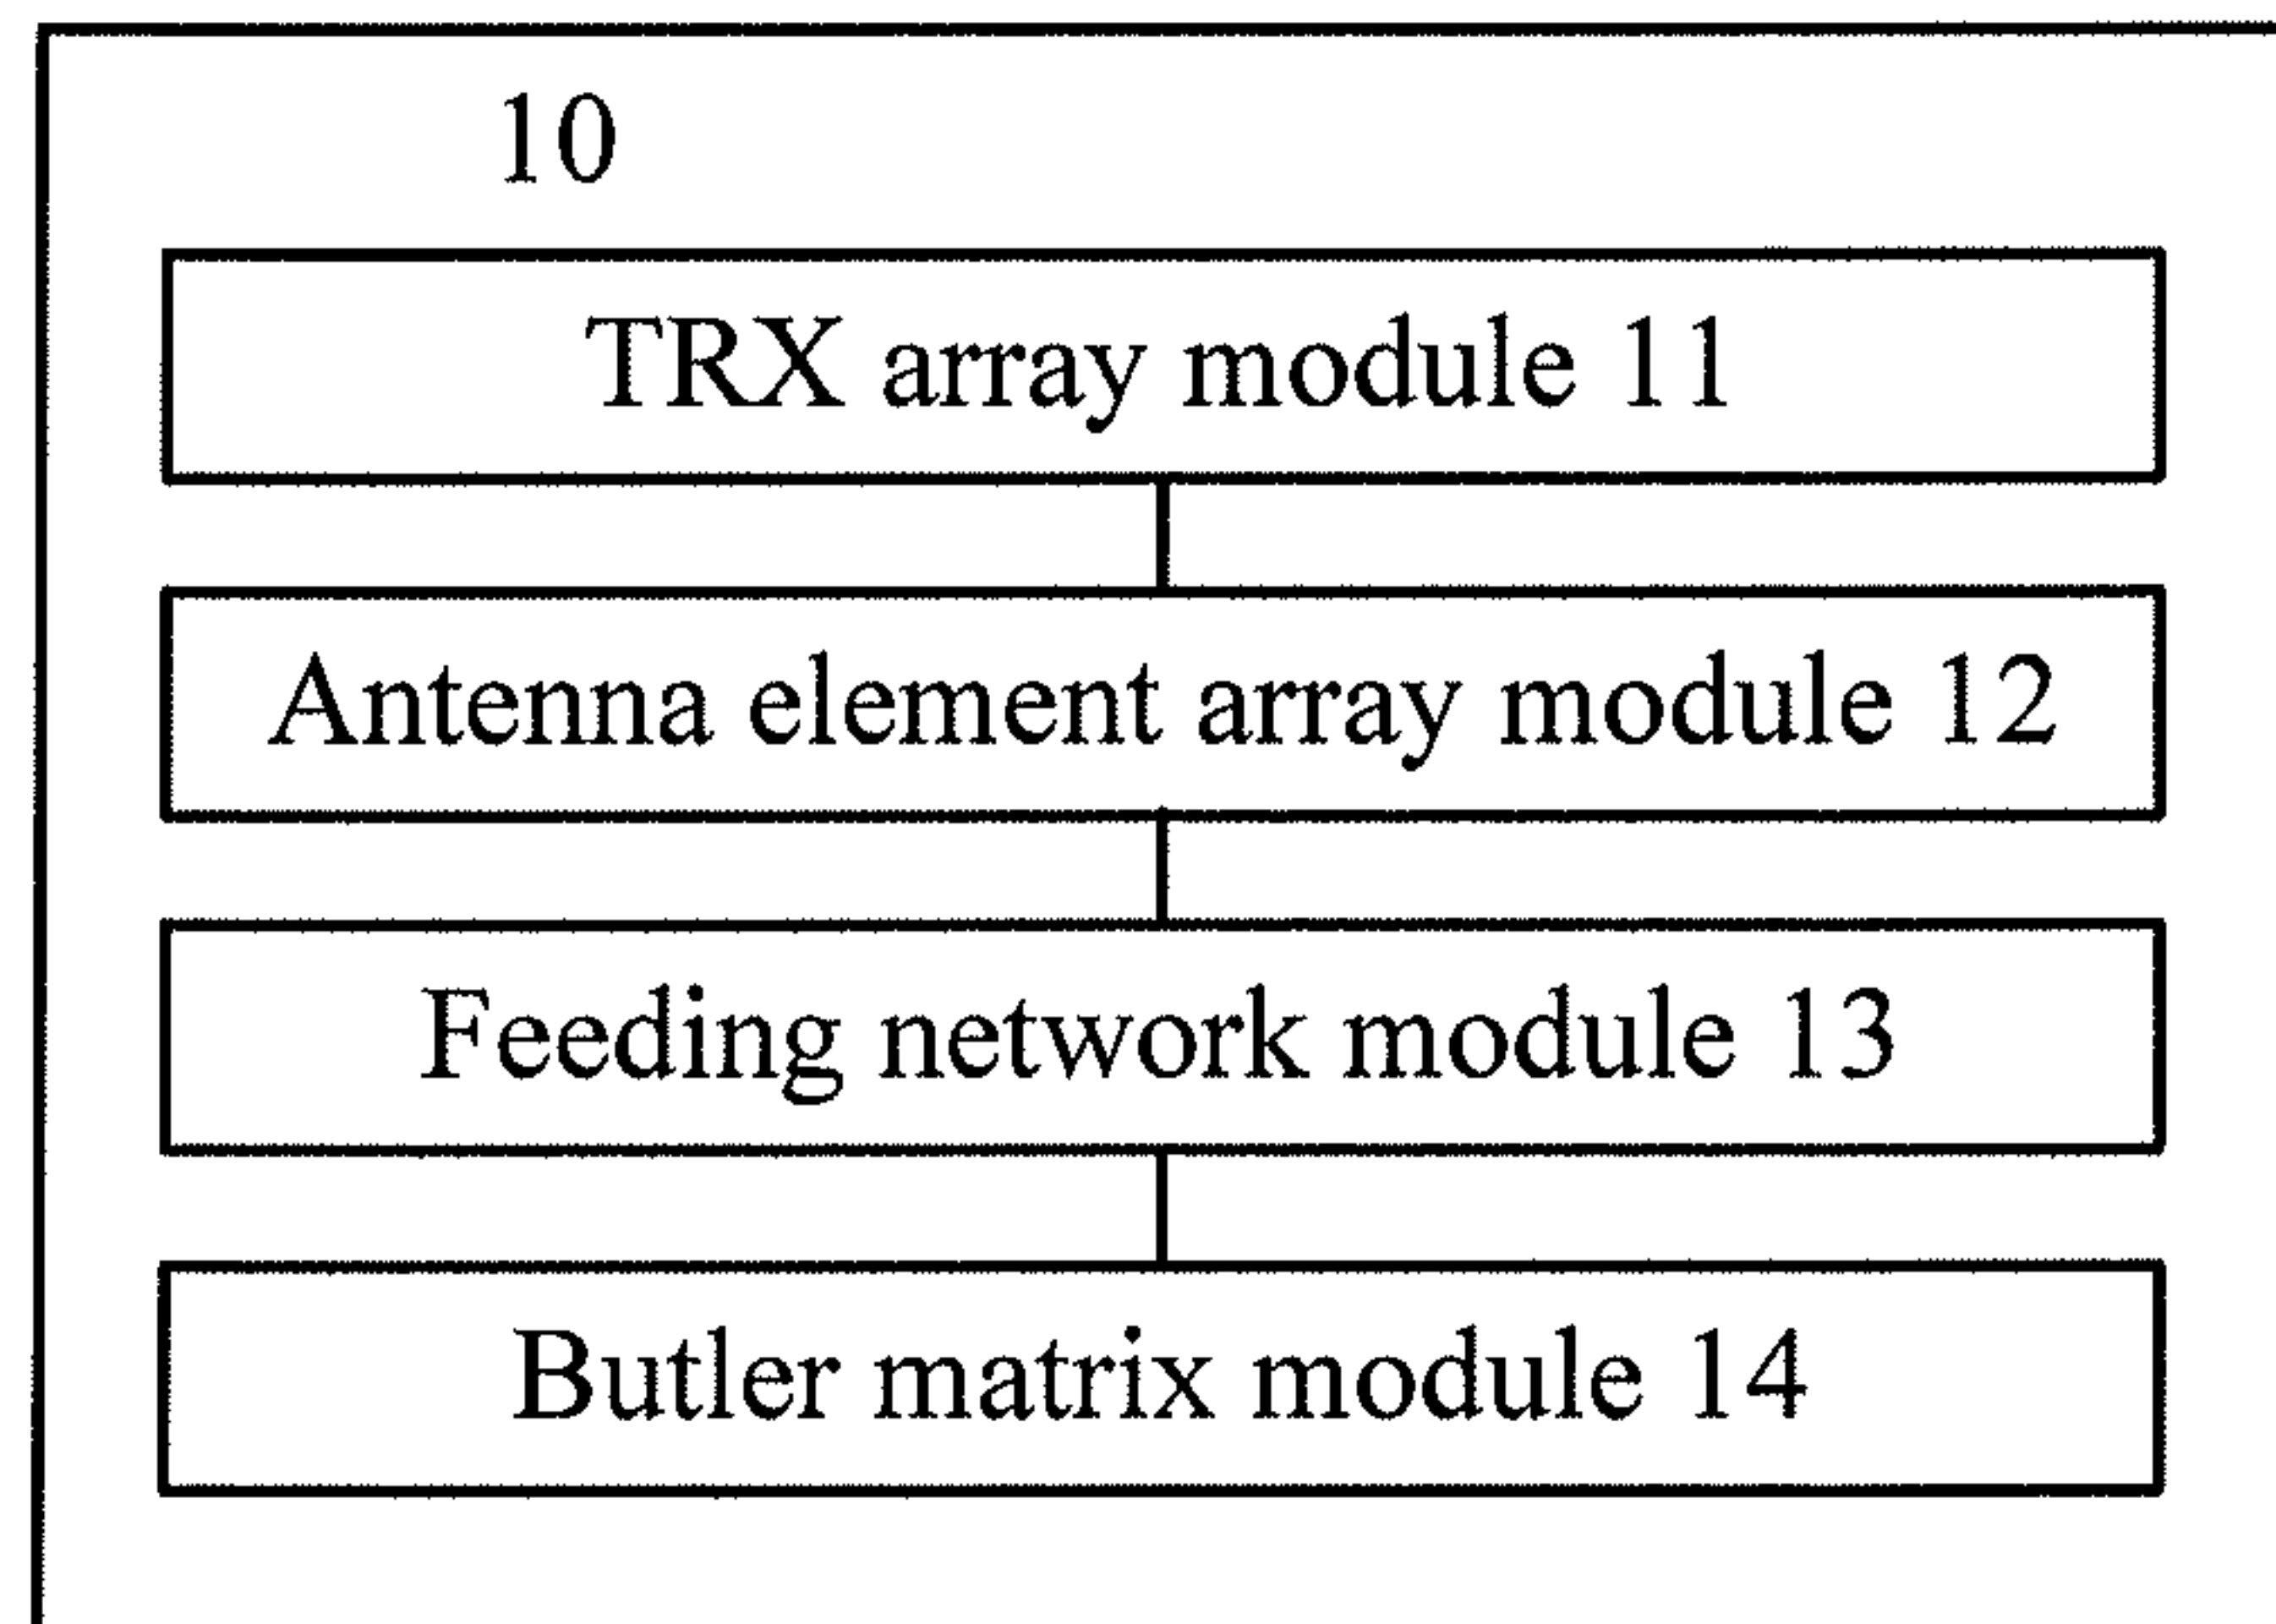 10
TRX array module 11
Antenna element array module 12
Feeding network module 13
Butler matrix module 14